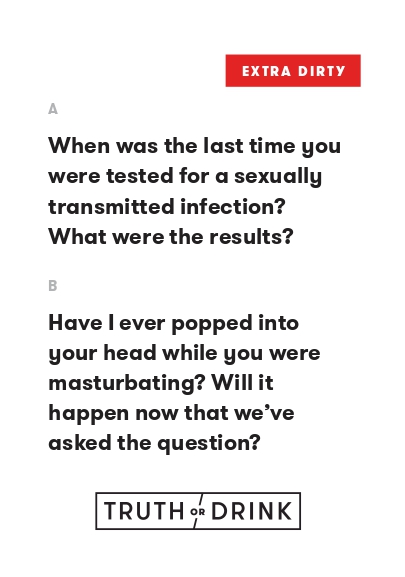 EXTRA DIRTY
A
When was the last time you
were tested for a sexually
transmitted infection?
What were the results?
B
Have I ever popped into
your head while you were
masturbating? Will it
happen now that we’ve
asked the question?
TRUTH OR DRINK